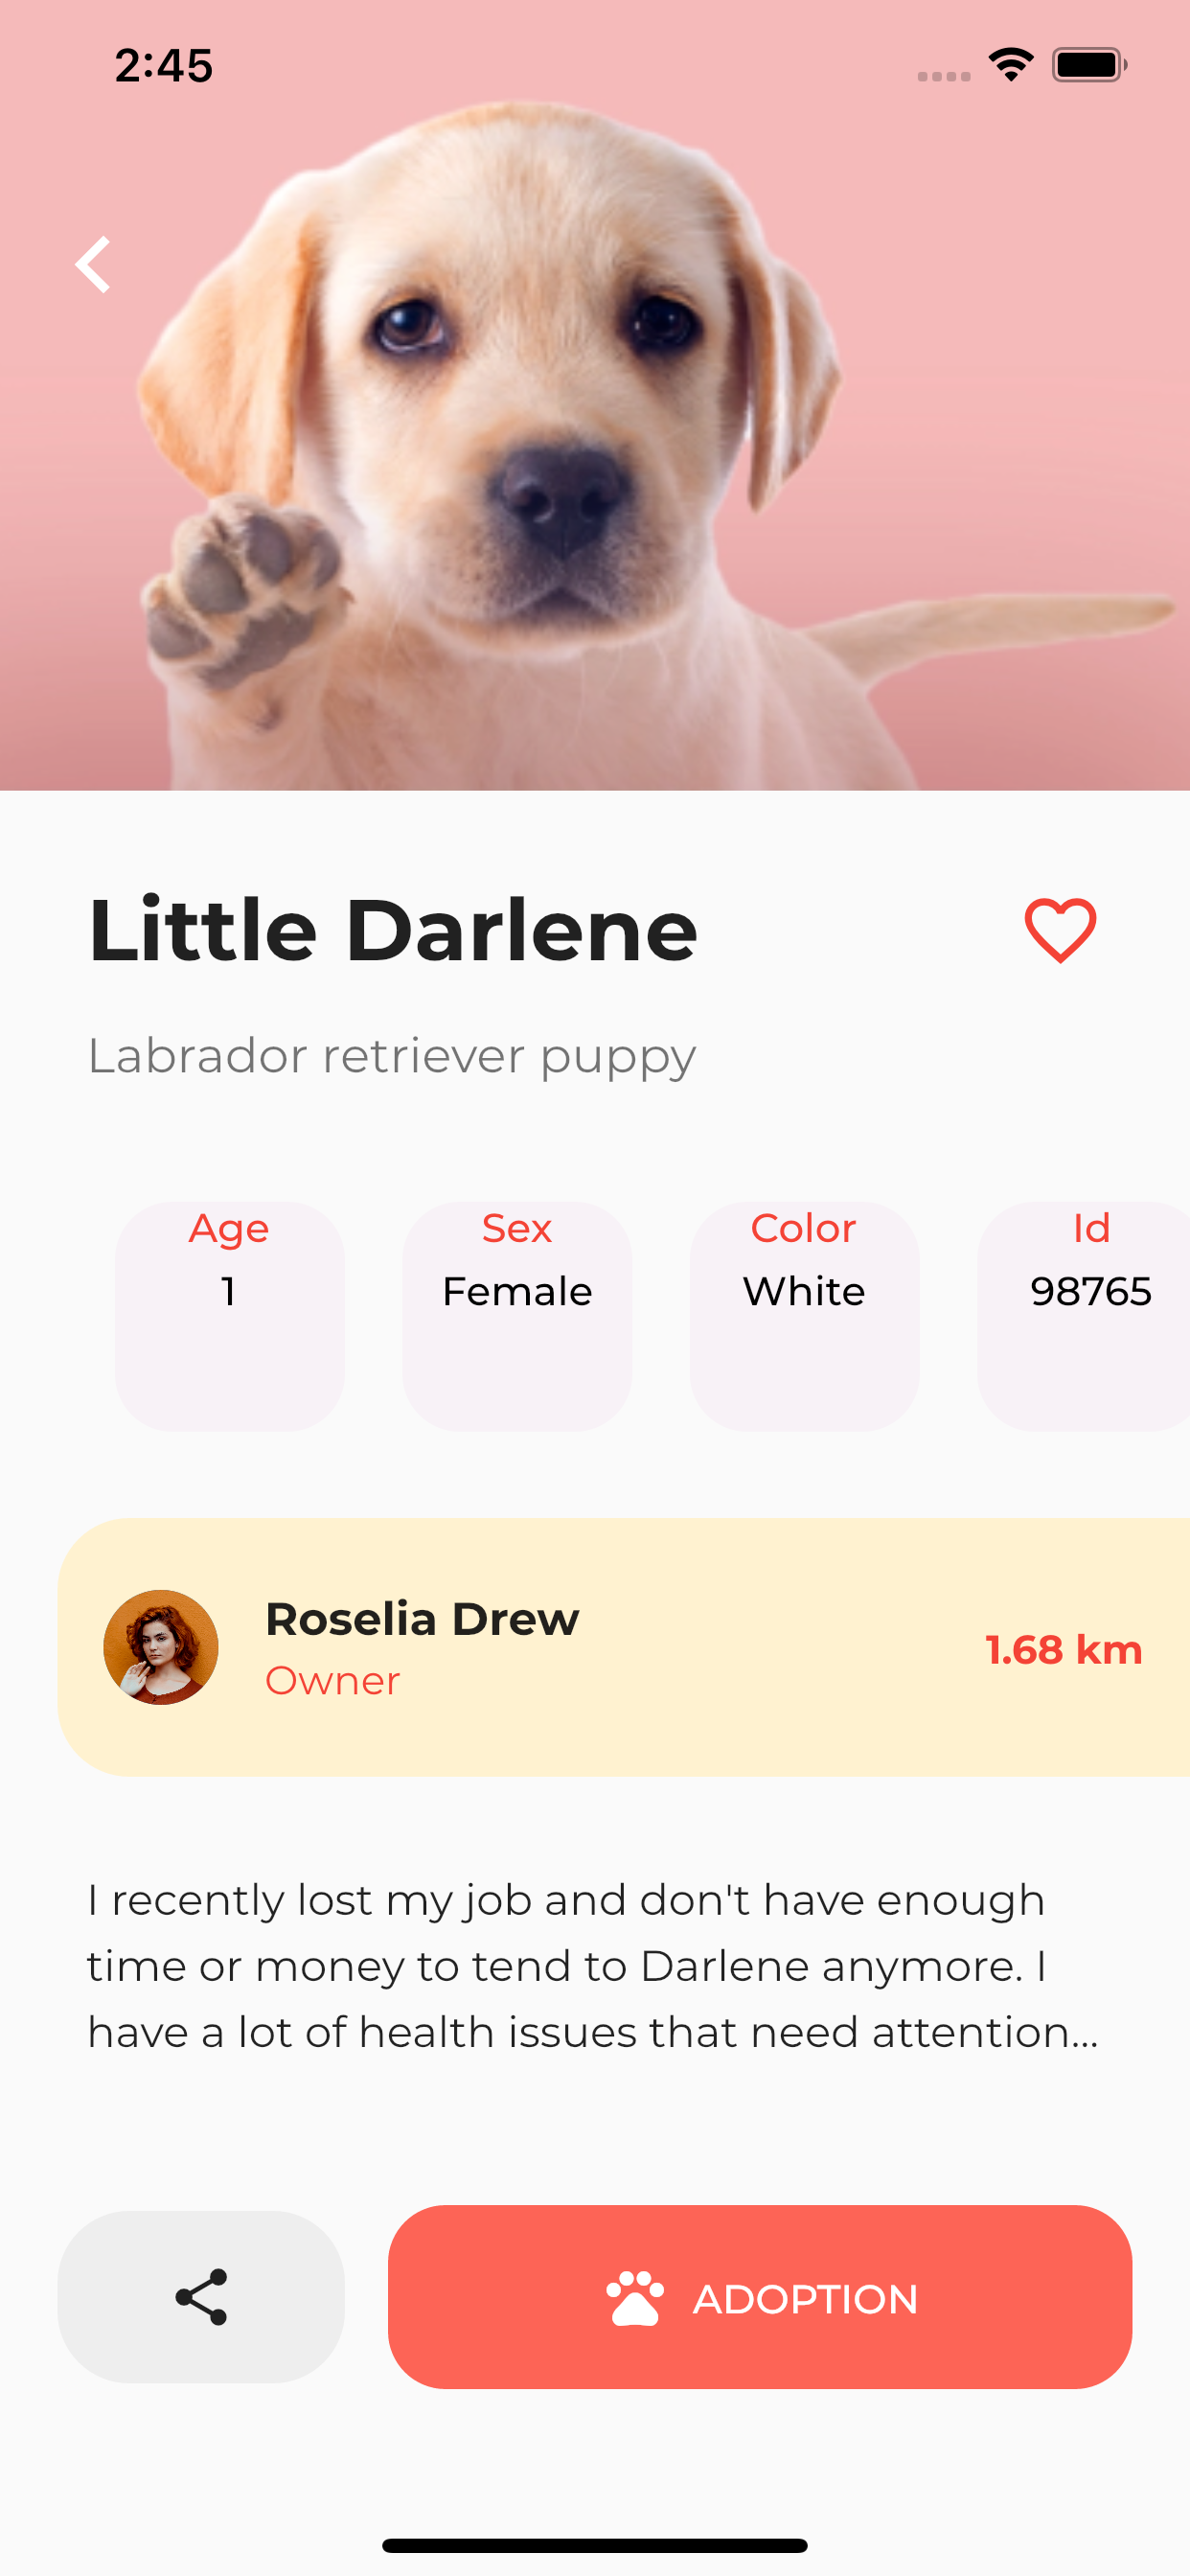 2:45
Little Darlene
Labrador retriever puppy
Age
1
Sex
Female
Color
White
Id
98765
Roselia Drew
Owner
1.68 km
I recently lost my job and don't have enough
time or money to tend to Darlene anymore. I
have a lot of health issues that need attention...
ADOPTION